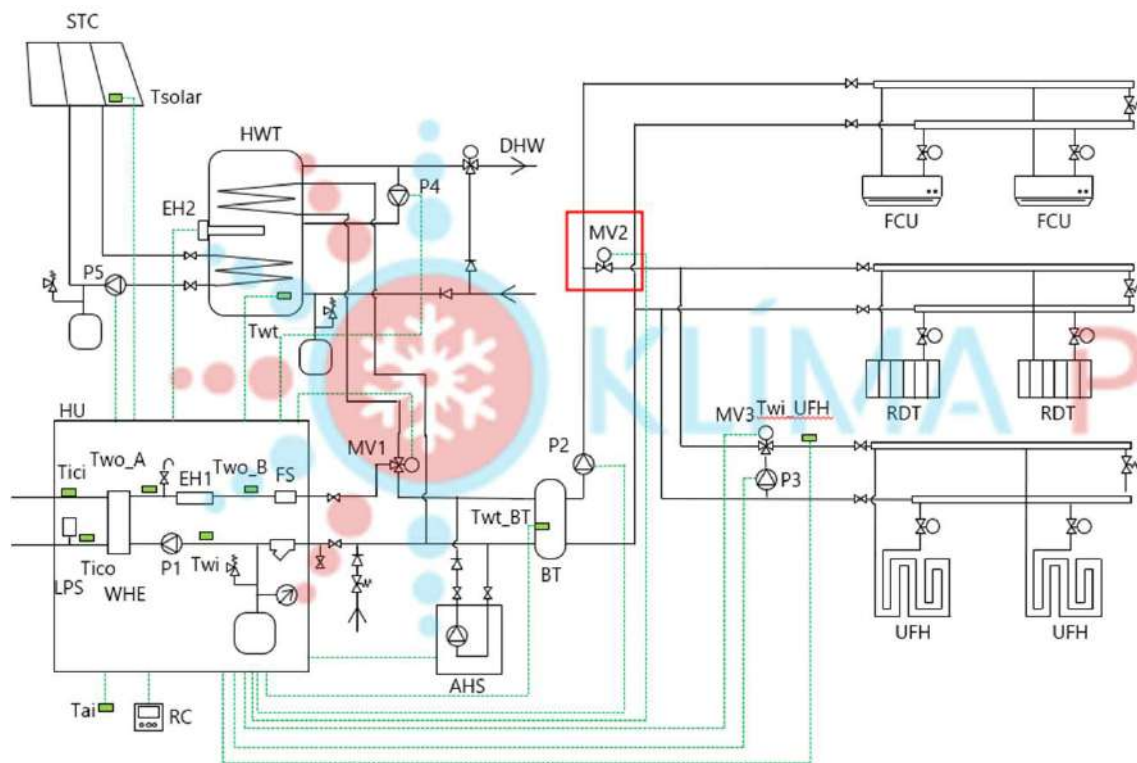 STC
Tsolar
HWT
DHW
P4
EH2
FCU
FCU
MV2
P5
Twt
KLÍMA P
RDT
RDT
HU
MV3
Twi_UFH
MV1
Two_A
EH1
Two_B
FS
Tici
P2
P3
Twt_BT
Tico
P1
Twi
LPS
WHE
BT
UFH
UFH
AHS
Tai
RC